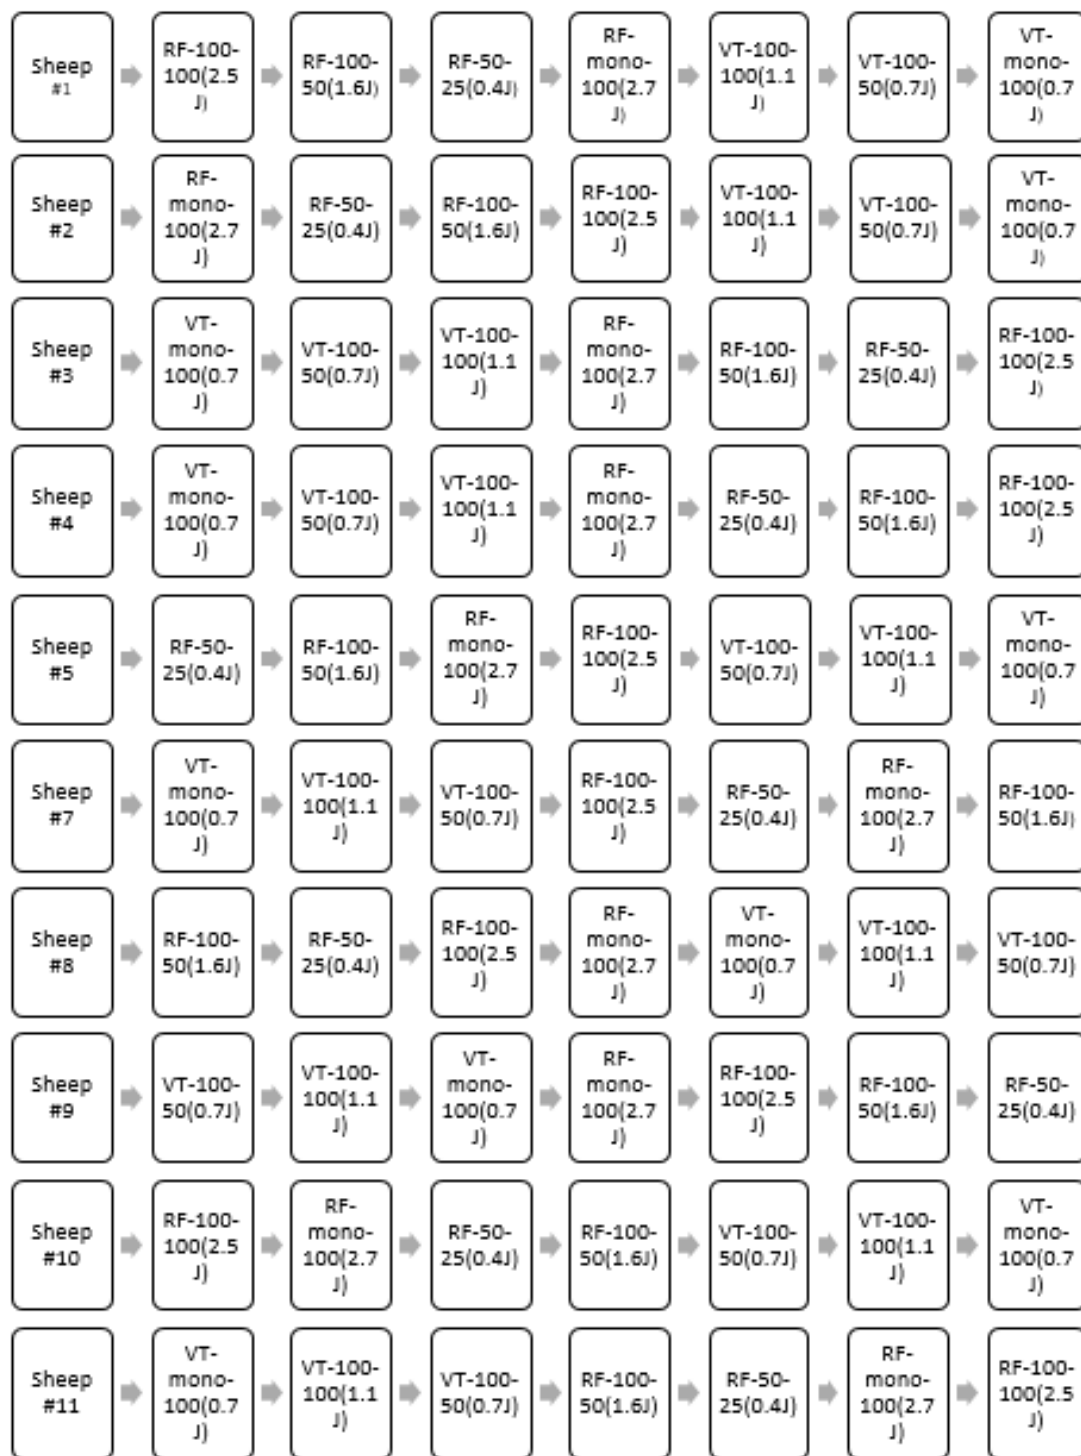 Sheep
#1
RF-100-
100(2.5
J)
RF-100-
50(1.6J)
RF-50-
25(0.4J)
RF-
mono-
100(2.7
J)
VT-100-
100(1.1
J)
VT-100-
50(0.7J)
VT-
mono-
100(0.7
J)
Sheep
#2
RF-
mono-
100(2.7
J)
RF-50-
25(0.4J)
RF-100-
50(1.6J)
RF-100-
100(2.5
J)
VT-100-
100(1.1
J)
VT-100-
50(0.7J)
VT-
mono-
100(0.7
J)
Sheep
#3
VT-
mono-
100(0.7
J)
VT-100-
50(0.7J)
VT-100-
100(1.1
J)
RF-
mono-
100(2.7
J)
RF-100-
50(1.6J)
RF-50-
25(0.4J)
RF-100-
100(2.5
J)
Sheep
#4
VT-
mono-
100(0.7
J)
VT-100-
50(0.7J)
VT-100-
100(1.1
J)
RF-
mono-
100(2.7
J)
RF-50-
25(0.4J)
RF-100-
50(1.6J)
RF-100-
100(2.5
J)
Sheep
#5
RF-50-
25(0.4J)
RF-100-
50(1.6J)
RF-
mono-
100(2.7
J)
RF-100-
100(2.5
J)
VT-100-
50(0.7J)
VT-100-
100(1.1
J)
VT-
mono-
100(0.7
J)
Sheep
#7
VT-
mono-
100(0.7
J)
VT-100-
100(1.1
J)
VT-100-
50(0.7J)
RF-100-
100(2.5
J)
RF-50-
25(0.4J)
RF-
mono-
100(2.7
J)
RF-100-
50(1.6J)
Sheep
#8
RF-100-
50(1.6J)
RF-50-
25(0.4J)
RF-100-
100(2.5
J)
RF-
mono-
100(2.7
J)
VT-
mono-
100(0.7
J)
VT-100-
100(1.1
J)
VT-100-
50(0.7J)
Sheep
#9
VT-100-
50(0.7J)
VT-100-
100(1.1
J)
VT-
mono-
100(0.7
J)
RF-
mono-
100(2.7
J)
RF-100-
100(2.5
J)
RF-100-
50(1.6J)
RF-50-
25(0.4J)
Sheep
#10
RF-100-
100(2.5
J)
RF-
mono-
100(2.7
J)
RF-50-
25(0.4J)
RF-100-
50(1.6J)
VT-100-
50(0.7J)
VT-100-
100(1.1
J)
VT-
mono-
100(0.7
J)
Sheep
#11
VT-
mono-
100(0.7
J)
VT-100-
100(1.1
J)
VT-100-
50(0.7J)
RF-100-
50(1.6J)
RF-50-
25(0.4J)
RF-
mono-
100(2.7
J)
RF-100-
100(2.5
J)